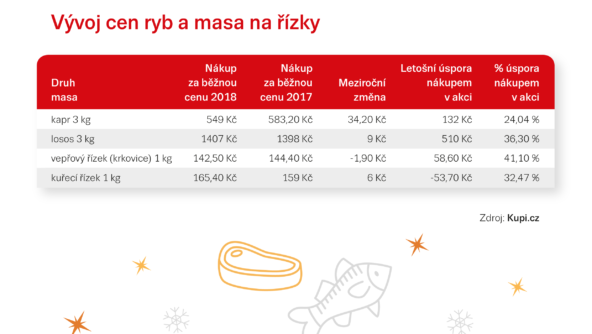 Vývoj cen ryb a masa na řízky
Druh masa Nákup za běžnou cenu 2018 Nákup za běžnou cenu 2017 Meziroční změna Letošní úspora nákupem v akci % úspora nákupem v akci
kapr 3 kg 549 Kč 583,20 Kč 34,20 Kč 132 Kč 24,04 %
losos 3 kg 1407 Kč 1398 Kč 9 Kč 510 Kč 36,30 %
vepřový řízek (krkovice) 1 kg 142,50 Kč 144,40 Kč -1,90 Kč 58,60 Kč 41,10 %
kuřecí řízek 1 kg 165,40 Kč 159 Kč 6 Kč -53,70 Kč 32,47 %
Zdroj: Kupi.cz